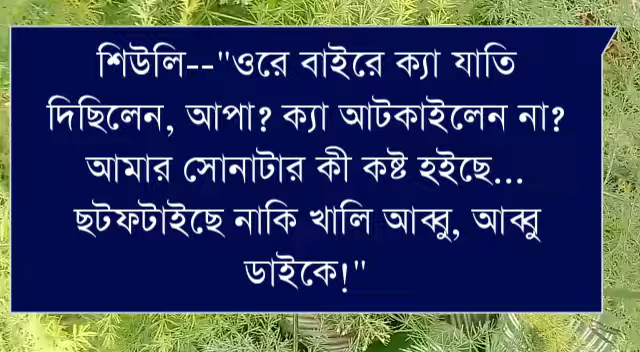 শিউলি--"ওরে বাইরে ক্যা যাতি
দিছিলেন, আপা? ক্যা আটকাইলেন না?
আমার সোনাটার কী কষ্ট হইছে...
ছটফটাইছে নাকি খালি আব্বু, আব্বু
ডাইকে!"